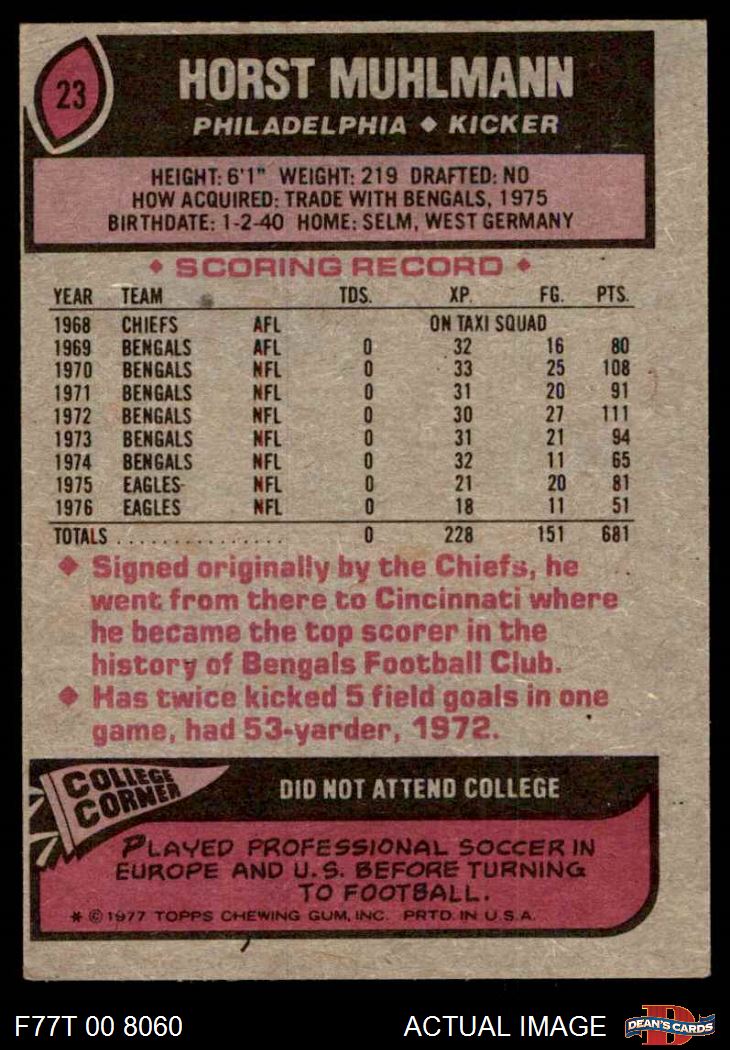 23
HORST MUHLMANN
PHILADELPHIA ◆ KICKER
HEIGHT: 6'1" WEIGHT: 219 DRAFTED: NO
HOW ACQUIRED: TRADE WITH BENGALS, 1975
BIRTHDATE: 1-2-40 HOME: SELM, WEST GERMANY
◆ SCORING RECORD ◆
YEAR TEAM TDS. XP. FG. PTS.
1968 CHIEFS AFL ON TAXI SQUAD
1969 BENGALS AFL 0 32 16 80
1970 BENGALS NFL 0 33 25 108
1971 BENGALS NFL 0 31 20 91
1972 BENGALS NFL 0 30 27 111
1973 BENGALS NFL 0 31 21 94
1974 BENGALS NFL 0 32 11 65
1975 EAGLES NFL 0 21 20 81
1976 EAGLES NFL 0 18 11 51
TOTALS ............... 0 228 151 681
◆ Signed originally by the Chiefs, he
went from there to Cincinnati where
he became the top scorer in the
history of Bengals Football Club.
◆ Has twice kicked 5 field goals in one
game, had 53-yarder, 1972.
COLLEGE
CORNER
DID NOT ATTEND COLLEGE
PLAYED PROFESSIONAL SOCCER IN
EUROPE AND U.S. BEFORE TURNING
TO FOOTBALL.
* © 1977 TOPPS CHEWING GUM, INC. PRTD. IN U.S.A.
F77T 00 8060
ACTUAL IMAGE
D
DEAN'S CARDS